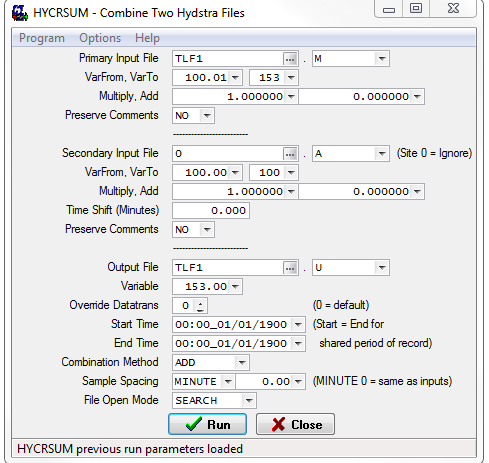 HYCRSUM - Combine Two Hydstra Files
Program Options Help
Primary Input File TLF1 ... . M
VarFrom, VarTo 100.01 153
Multiply, Add 1.000000 0.000000
Preserve Comments NO
-------------------------
Secondary Input File 0 ... . A (Site 0 = Ignore)
VarFrom, VarTo 100.00 100
Multiply, Add 1.000000 0.000000
Time Shift (Minutes) 0.000
Preserve Comments NO
-------------------------
Output File TLF1 ... . U
Variable 153.00
Override Datatrans 0 (0 = default)
Start Time 00:00_01/01/1900 (Start = End for
End Time 00:00_01/01/1900 shared period of record)
Combination Method ADD
Sample Spacing MINUTE 0.00 (MINUTE 0 = same as inputs)
File Open Mode SEARCH
Run Close
HYCRSUM previous run parameters loaded